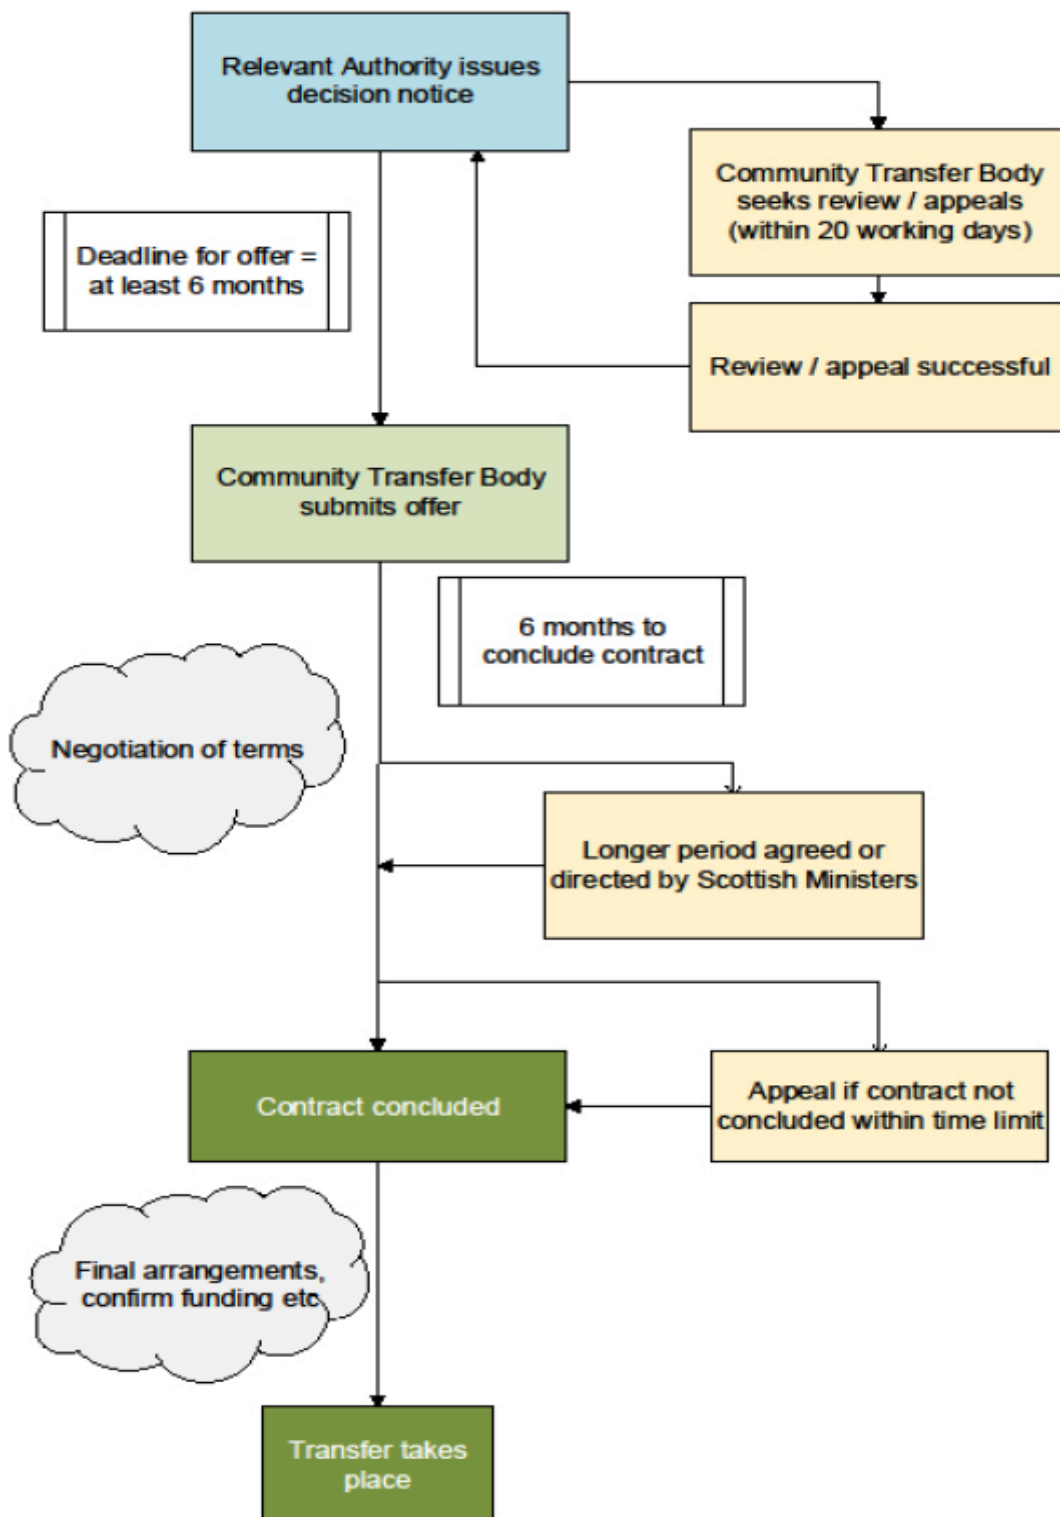 Relevant Authority issues
decision notice
Community Transfer Body
seeks review / appeals
(within 20 working days)
Deadline for offer =
at least 6 months
Review / appeal successful
Community Transfer Body
submits offer
6 months to
conclude contract
Negotiation of terms
Longer period agreed or
directed by Scottish Ministers
Contract concluded
Appeal if contract not
concluded within time limit
Final arrangements,
confirm funding etc
Transfer takes
place